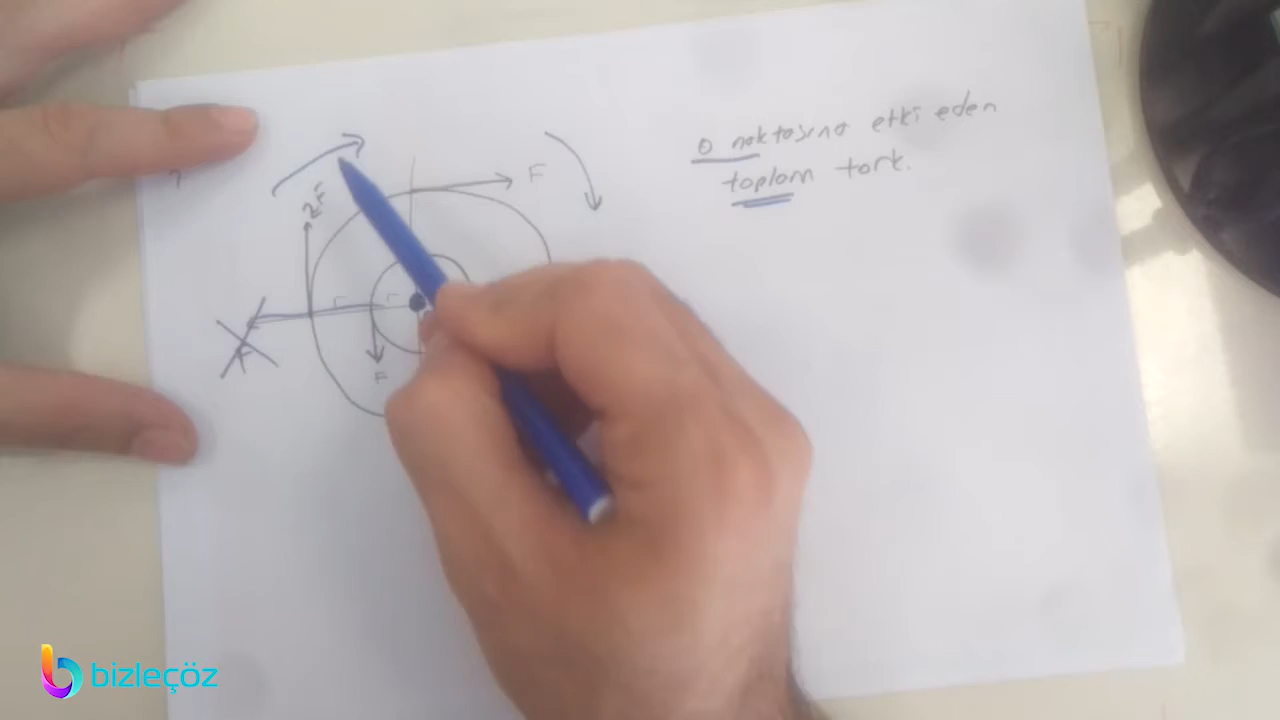 O noktasına etki eden
toplam tork.
F
2F
r
r
F
F
bizleçöz